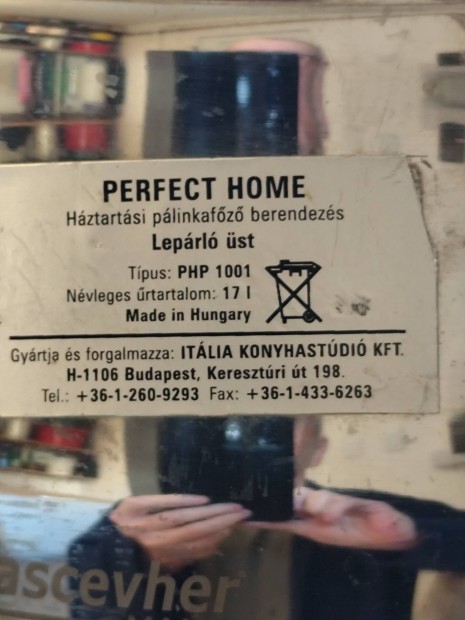 PERFECT HOME
Háztartási pálinkafőző berendezés
Lepárló üst
Típus: PHP 1001
Névleges űrtartalom: 17 l
Made in Hungary
Gyártja és forgalmazza: ITÁLIA KONYHASTÚDIÓ KFT.
H-1106 Budapest, Keresztúri út 198.
Tel.: +36-1-260-9293 Fax: +36-1-433-6263
ascevher